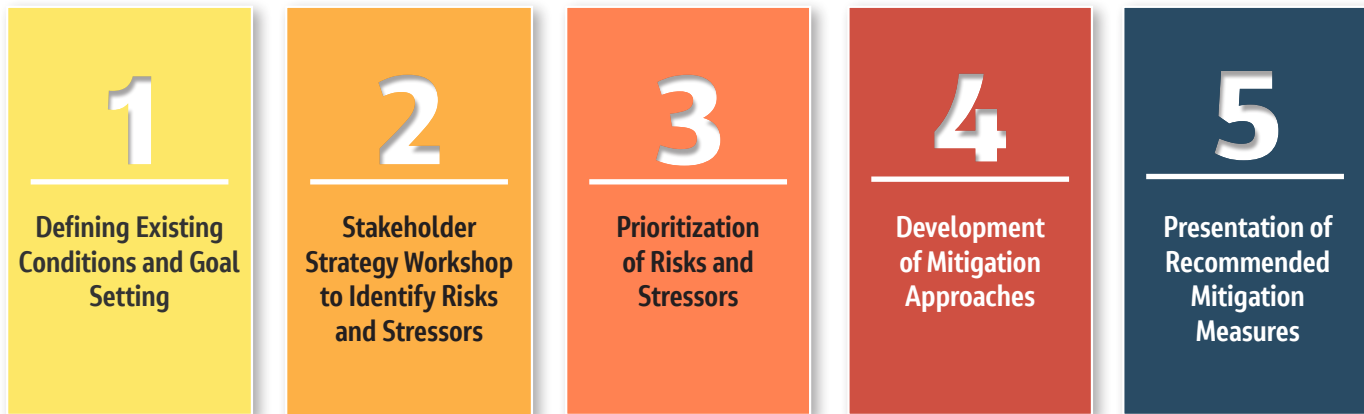 1
Defining Existing
Conditions and Goal
Setting
2
Stakeholder
Strategy Workshop
to Identify Risks
and Stressors
3
Prioritization
of Risks and
Stressors
4
Development
of Mitigation
Approaches
5
Presentation of
Recommended
Mitigation
Measures